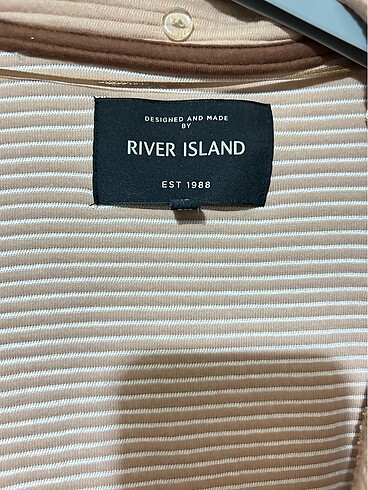 DESIGNED AND MADE
BY
RIVER ISLAND
EST 1988